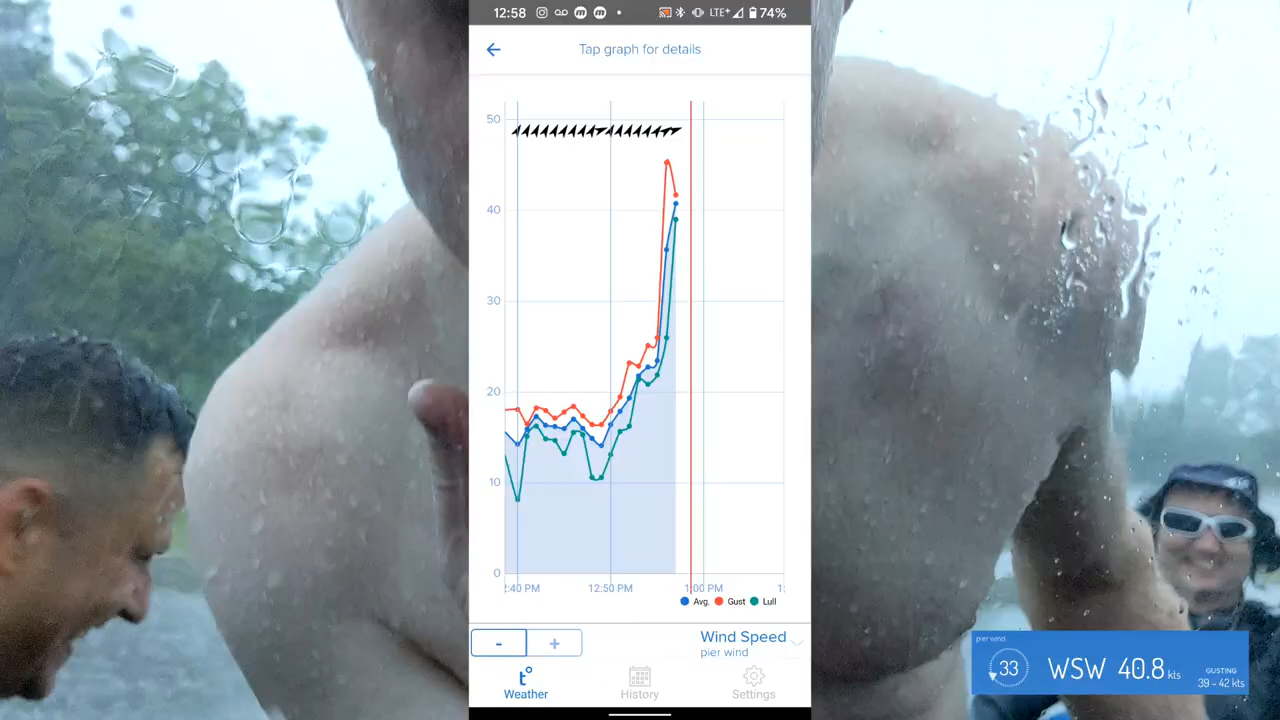 12:58
LTE+
74%
Tap graph for details
50
40
30
20
10
0
:40 PM
12:50 PM
1:00 PM
1:
Avg.
Gust
Lull
-
+
Wind Speed
pier wind
Weather
History
Settings
pier wind
33
WSW 40.8 kts
GUSTING
39 - 42 kts